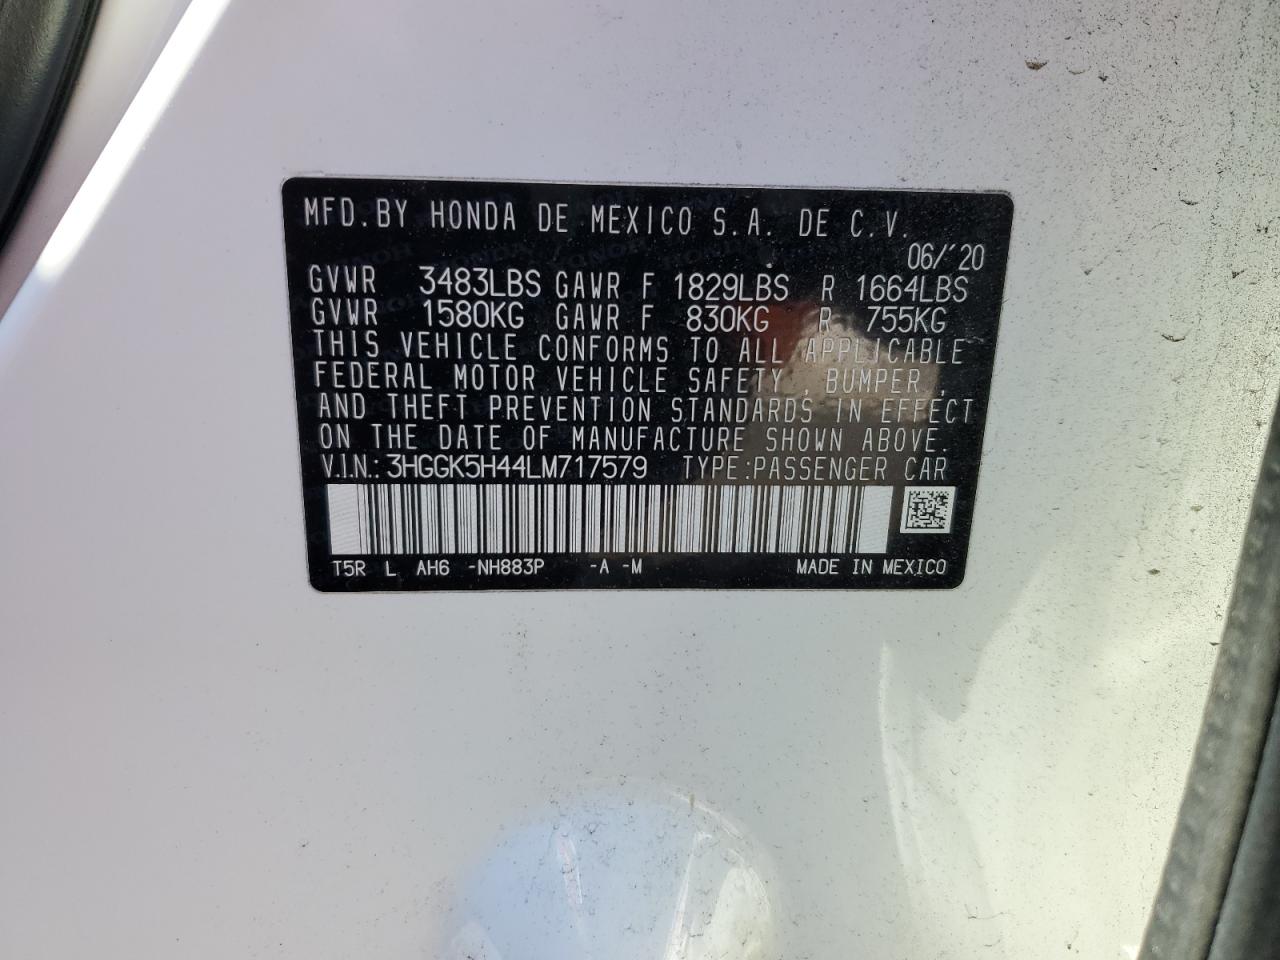 MFD.BY HONDA DE MEXICO S.A. DE C.V.
06/'20
GVWR 3483LBS GAWR F 1829LBS R 1664LBS
GVWR 1580KG GAWR F 830KG R 755KG
THIS VEHICLE CONFORMS TO ALL APPLICABLE
FEDERAL MOTOR VEHICLE SAFETY, BUMPER,
AND THEFT PREVENTION STANDARDS IN EFFECT
ON THE DATE OF MANUFACTURE SHOWN ABOVE.
V.I.N.: 3HGGK5H44LM717579 TYPE:PASSENGER CAR
T5R L AH6 -NH883P -A -M MADE IN MEXICO